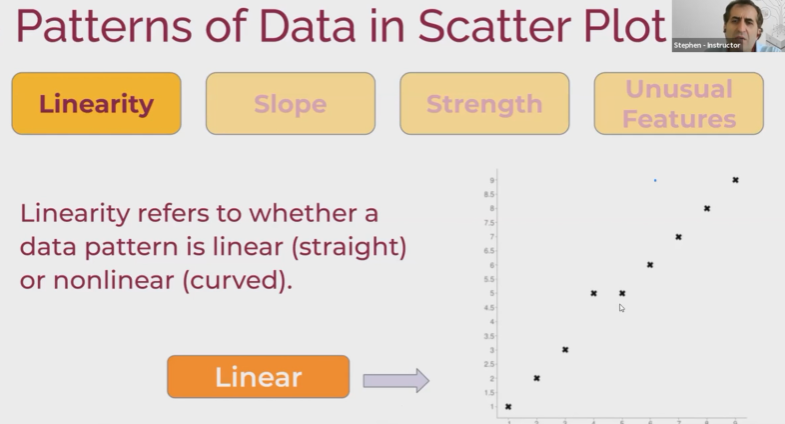 Patterns of Data in Scatter Plot
Stephen - Instructor
Linearity
Slope
Strength
Unusual
Features
Linearity refers to whether a
data pattern is linear (straight)
or nonlinear (curved).
Linear
9
8.5
8
7.5
7
6.5
6
5.5
5
4.5
4
3.5
3
2.5
2
1.5
1
1 2 3 4 5 6 7 8 9